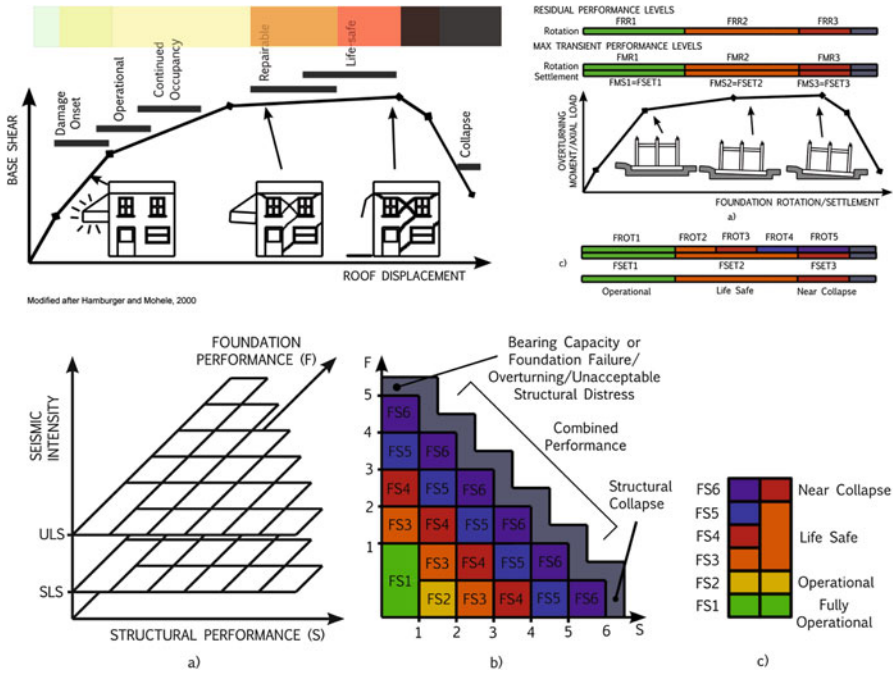 Damage
Onset
Operational
Continued
Occupancy
Repairable
Life-safe
Collapse
BASE SHEAR
ROOF DISPLACEMENT
Modified after Hamburger and Mohele, 2000
RESIDUAL PERFORMANCE LEVELS
FRR1 FRR2 FRR3
Rotation
MAX TRANSIENT PERFORMANCE LEVELS
FMR1 FMR2 FMR3
Rotation
Settlement
FMS1=FSET1 FMS2=FSET2 FMS3=FSET3
OVERTURNING
MOMENT/AXIAL LOAD
FOUNDATION ROTATION/SETTLEMENT
a)
FROT1 FROT2 FROT3 FROT4 FROT5
c)
FSET1 FSET2 FSET3
Operational Life Safe Near Collapse
FOUNDATION
PERFORMANCE (F)
SEISMIC
INTENSITY
ULS
SLS
STRUCTURAL PERFORMANCE (S)
a)
F
Bearing Capacity or
Foundation Failure/
Overturning/Unacceptable
Structural Distress
Combined
Performance
Structural
Collapse
5
FS6
4
FS5 FS6
3
FS4 FS5 FS6
2
FS3 FS4 FS5 FS6
1
FS1 FS3 FS4 FS5 FS6
FS2 FS3 FS4 FS5 FS6
1 2 3 4 5 6 S
b)
FS6 Near Collapse
FS5
FS4 Life Safe
FS3
FS2 Operational
FS1 Fully
Operational
c)